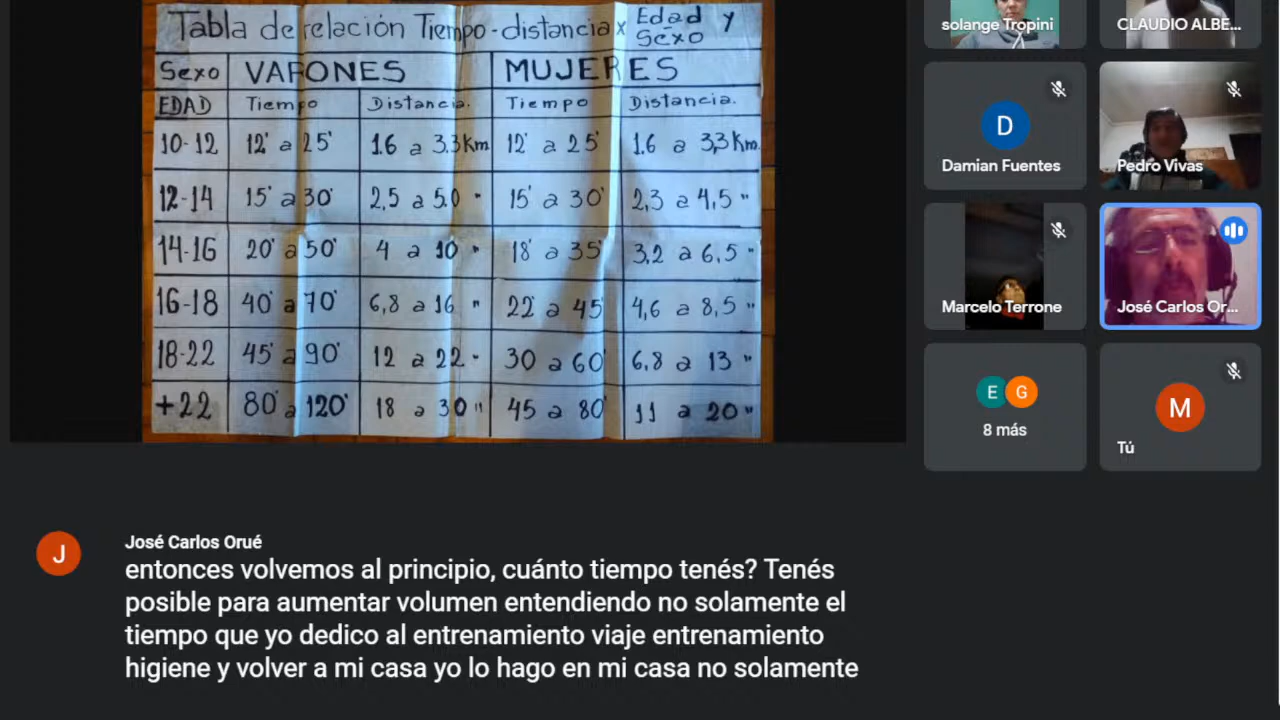 Tabla de relación Tiempo-distancia x Edad y Sexo
Sexo VARONES MUJERES
EDAD Tiempo Distancia. Tiempo Distancia.
10-12 12' a 25' 1.6 a 3.3 Km 12' a 25' 1.6 a 3,3 Km.
12-14 15' a 30' 2,5 a 5.0 " 15' a 30' 2,3 a 4,5 "
14-16 20' a 50' 4 a 10 " 18' a 35' 3,2 a 6,5 "
16-18 40' a 70' 6,8 a 16 " 22' a 45' 4,6 a 8,5 "
18-22 45' a 90' 12 a 22 " 30 a 60' 6,8 a 13 "
+22 80' a 120' 18 a 30 " 45 a 80' 11 a 20 "
solange Tropini
CLAUDIO ALBE...
D
Damian Fuentes
Pedro Vivas
Marcelo Terrone
José Carlos Or...
E G
8 más
M
Tú
J
José Carlos Orué
entonces volvemos al principio, cuánto tiempo tenés? Tenés
posible para aumentar volumen entendiendo no solamente el
tiempo que yo dedico al entrenamiento viaje entrenamiento
higiene y volver a mi casa yo lo hago en mi casa no solamente